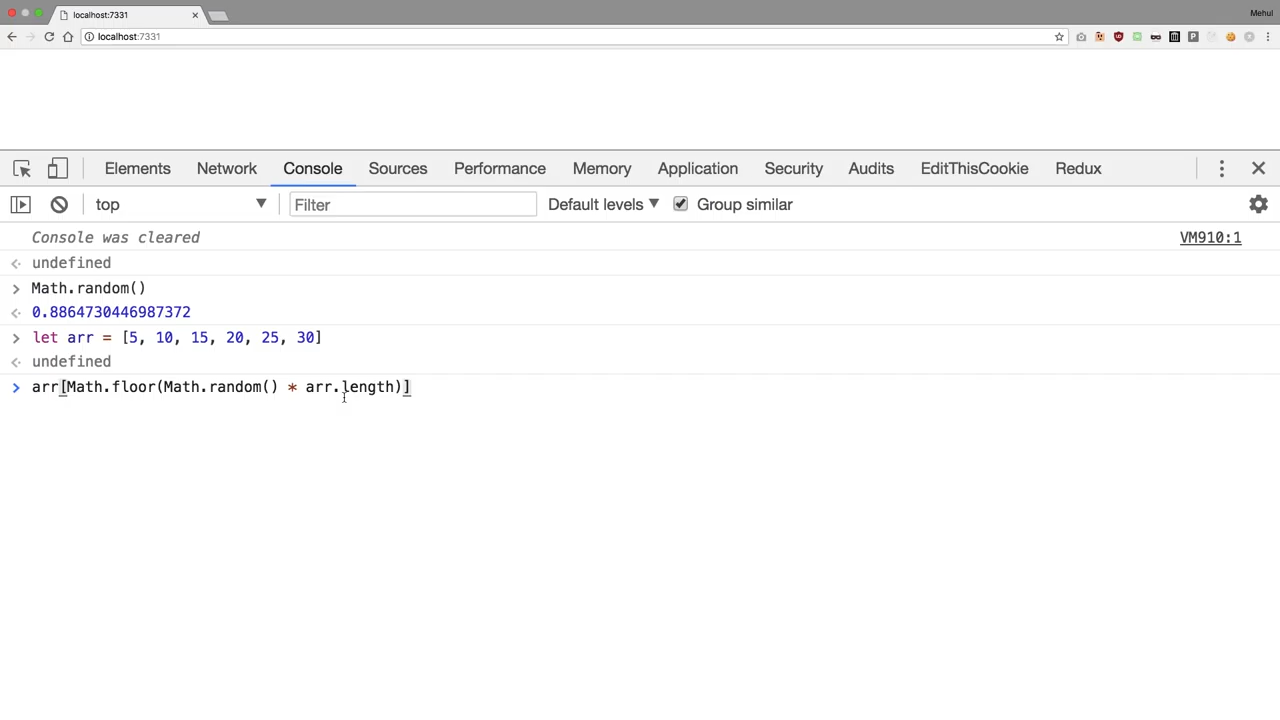 localhost:7331
Mehul
localhost:7331
Elements Network Console Sources Performance Memory Application Security Audits EditThisCookie Redux
top Filter Default levels Group similar
Console was cleared VM910:1
undefined
Math.random()
0.8864730446987372
let arr = [5, 10, 15, 20, 25, 30]
undefined
arr[Math.floor(Math.random() * arr.length)]